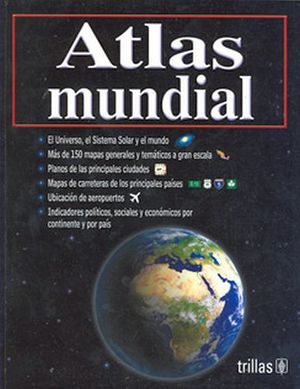 Atlas
mundial
El Universo, el Sistema Solar y el mundo
Más de 150 mapas generales y temáticos a gran escala
Planos de las principales ciudades
Mapas de carreteras de los principales países
Ubicación de aeropuertos
Indicadores políticos, sociales y económicos por
continente y por país
trillas